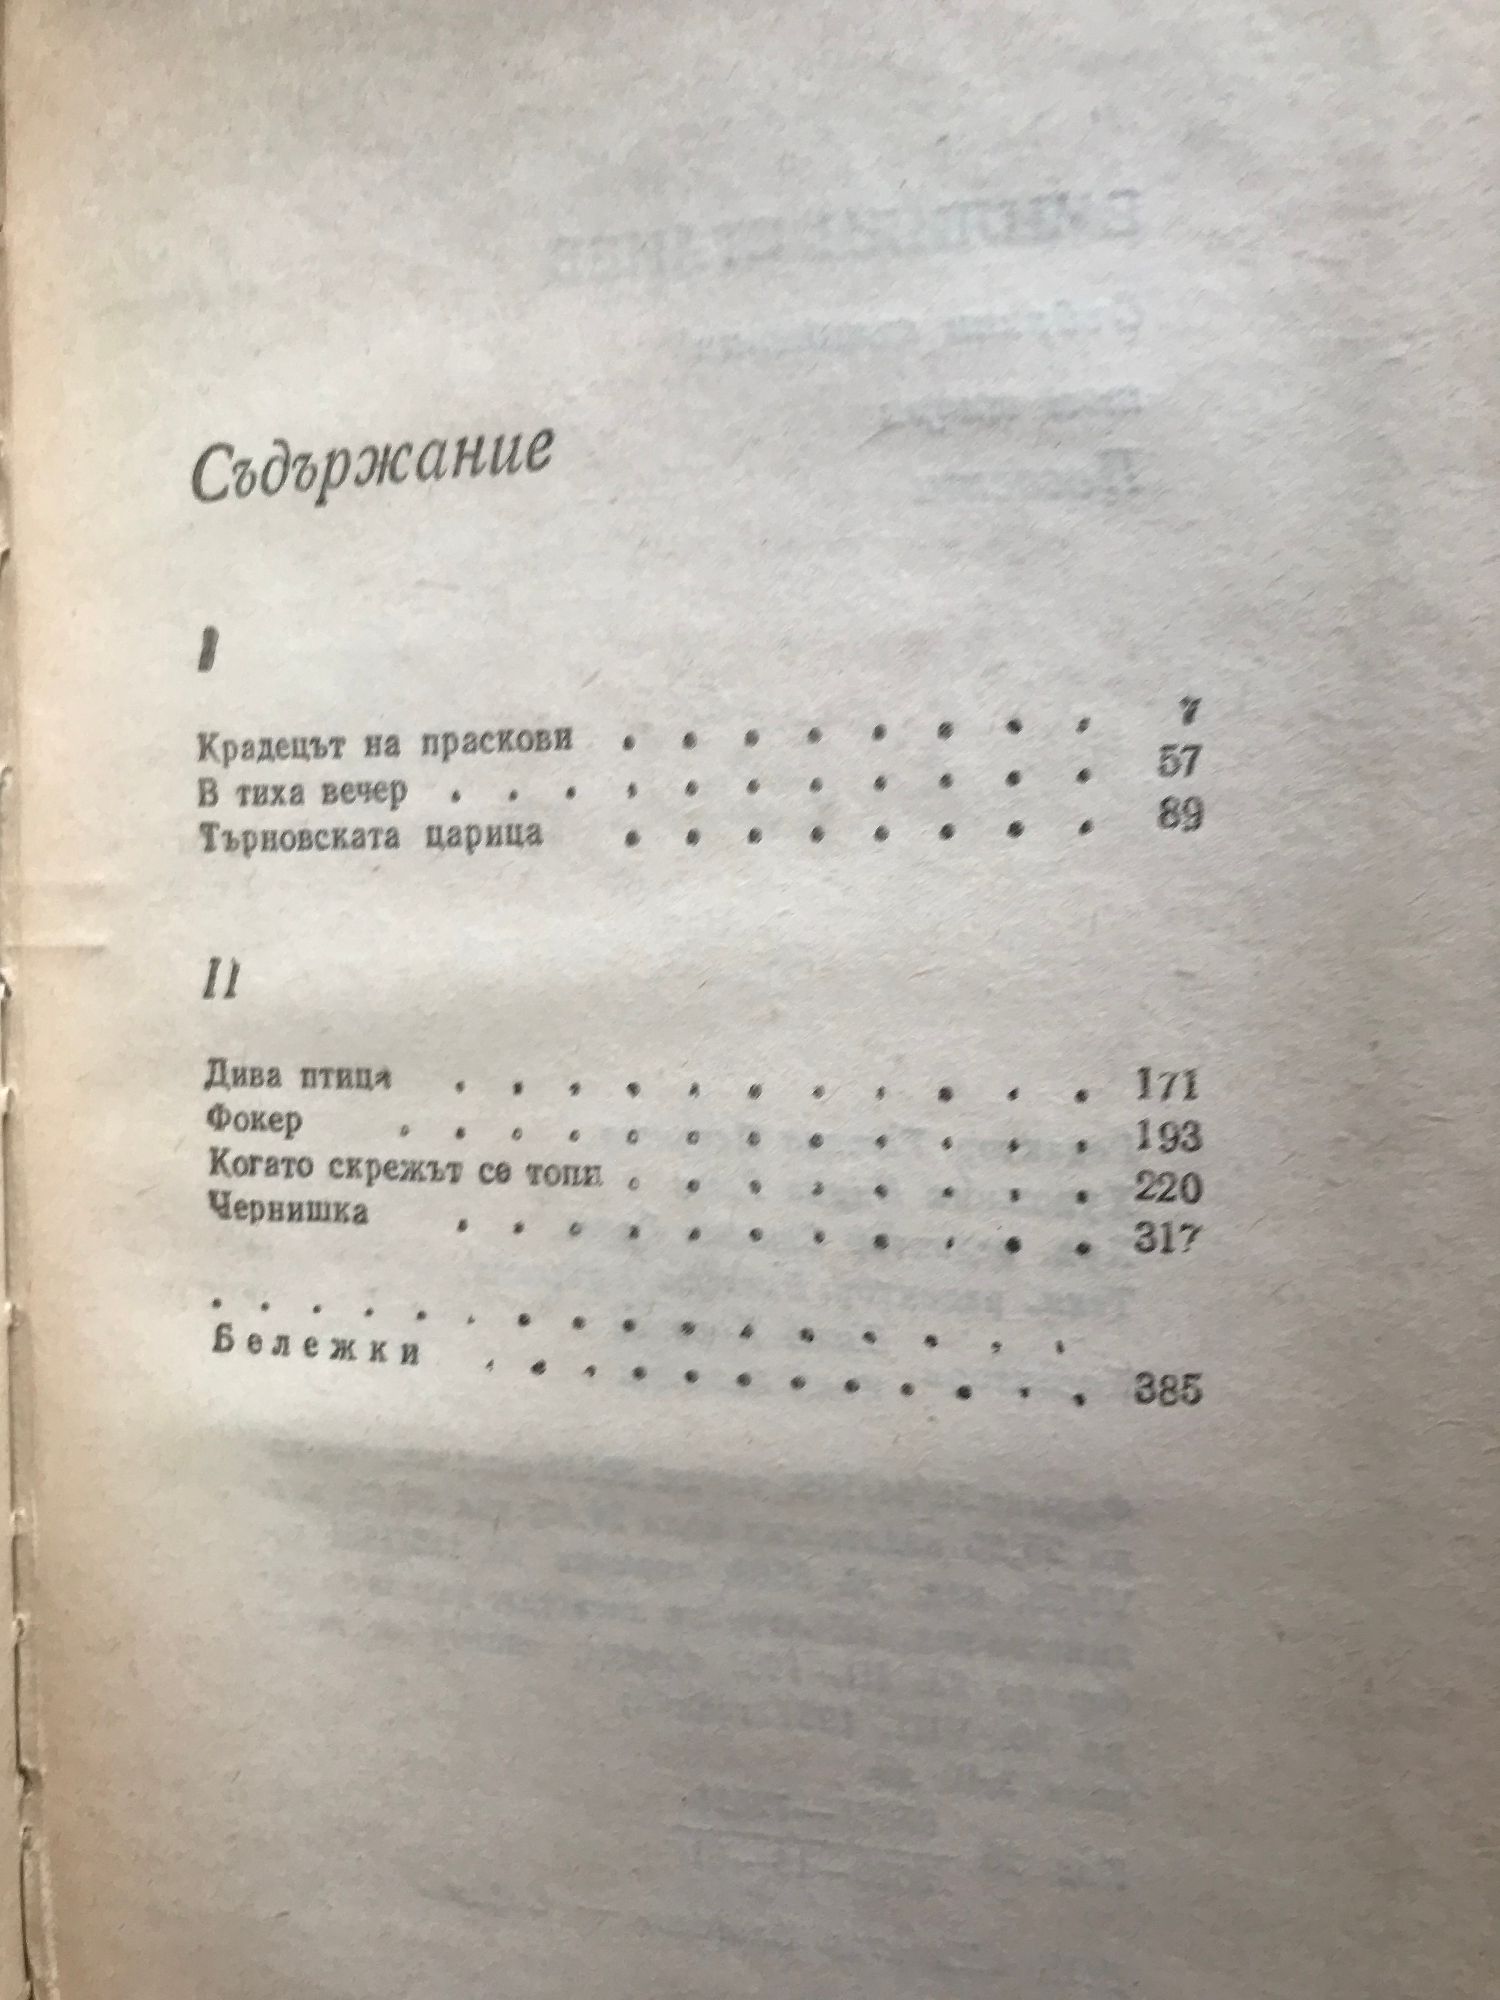 Съдържание
I
Крадецът на праскови . . . . . . . . 7
В тиха вечер . . . . . . . . . . . 57
Търновската царица . . . . . . . . 89
II
Дива птица . . . . . . . . . . . 171
Фокер . . . . . . . . . . . . 193
Когато скрежът се топи . . . . . . . . 220
Чернишка . . . . . . . . . . . 317
. . . . . . . . . . . . . . . .
Бележки . . . . . . . . . . . . 385